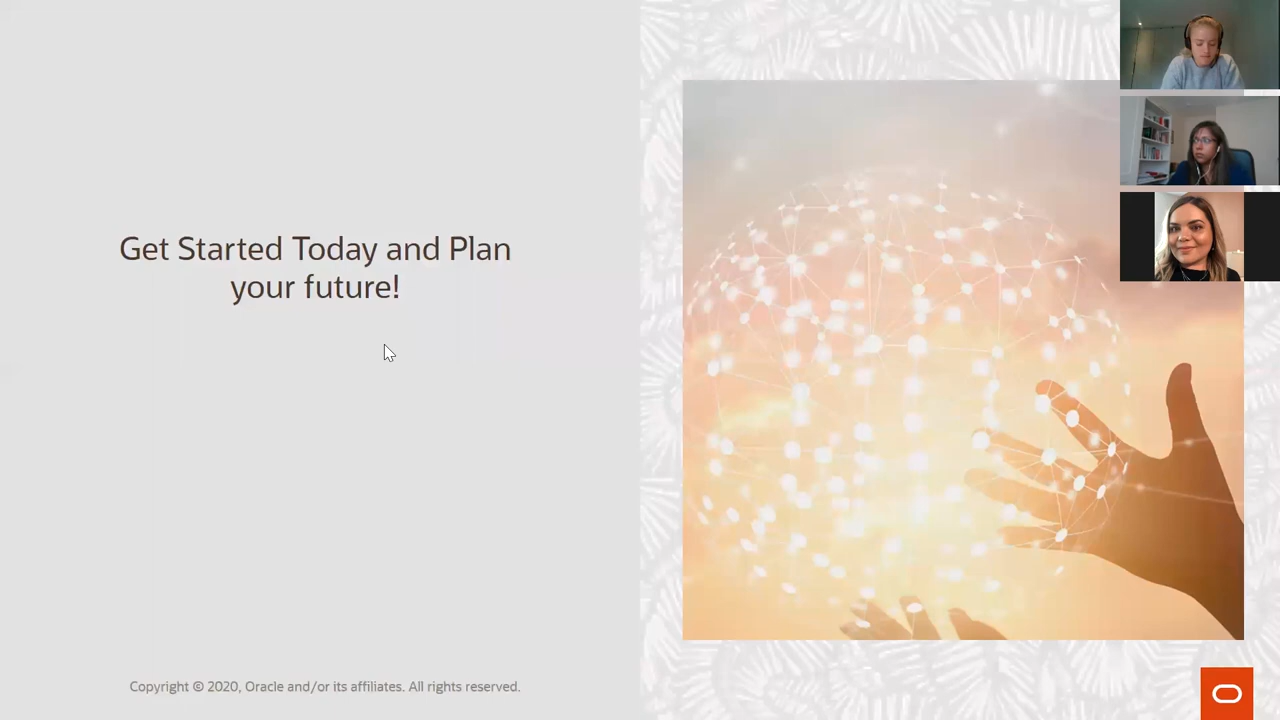 Get Started Today and Plan
your future!
Copyright © 2020, Oracle and/or its affiliates. All rights reserved.